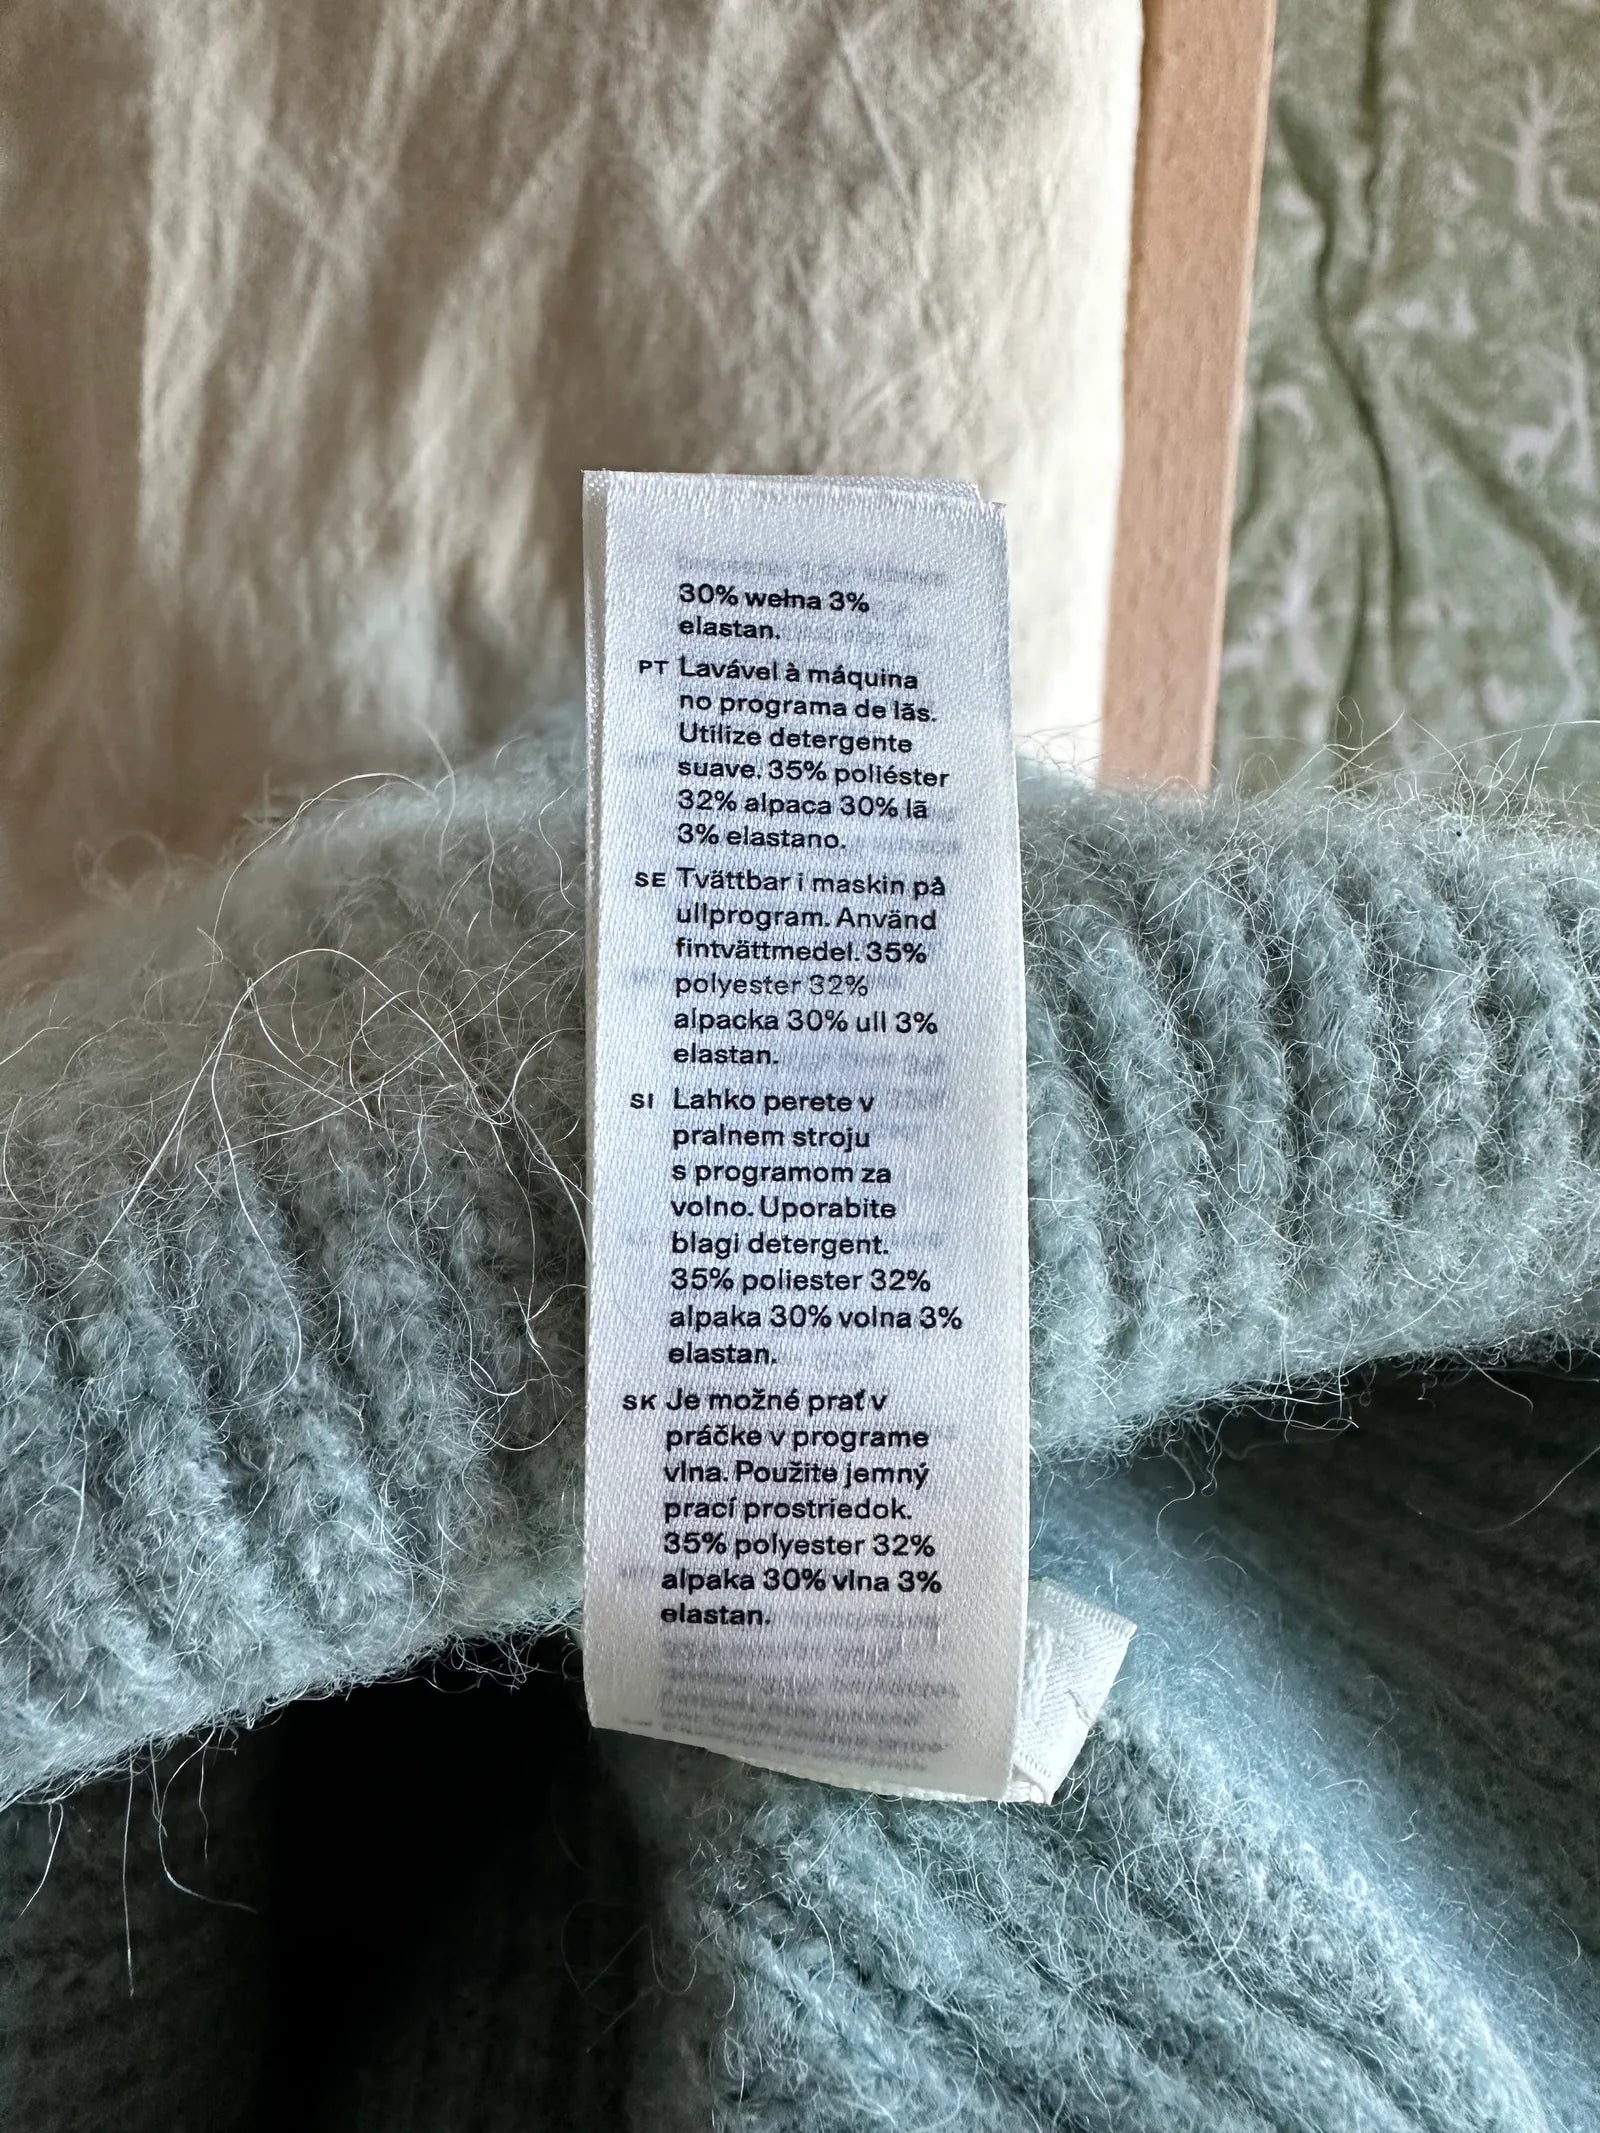 30% wełna 3%
elastan.
PT Lavável à máquina
no programa de lãs.
Utilize detergente
suave. 35% poliéster
32% alpaca 30% lã
3% elastano.
SE Tvättbar i maskin på
ullprogram. Använd
fintvättmedel. 35%
polyester 32%
alpacka 30% ull 3%
elastan.
SI Lahko perete v
pralnem stroju
s programom za
volno. Uporabite
blagi detergent.
35% poliester 32%
alpaka 30% volna 3%
elastan.
SK Je možné prať v
práčke v programe
vlna. Použite jemný
prací prostriedok.
35% polyester 32%
alpaka 30% vlna 3%
elastan.